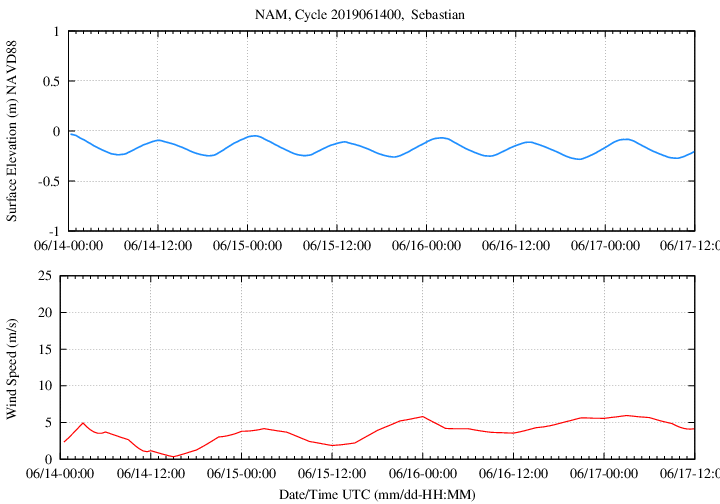 NAM, Cycle 2019061400, Sebastian
Surface Elevation (m) NAVD88
1
0.5
0
-0.5
-1
06/14-00:00 06/14-12:00 06/15-00:00 06/15-12:00 06/16-00:00 06/16-12:00 06/17-00:00 06/17-12:0
Wind Speed (m/s)
25
20
15
10
5
0
06/14-00:00 06/14-12:00 06/15-00:00 06/15-12:00 06/16-00:00 06/16-12:00 06/17-00:00 06/17-12:0
Date/Time UTC (mm/dd-HH:MM)